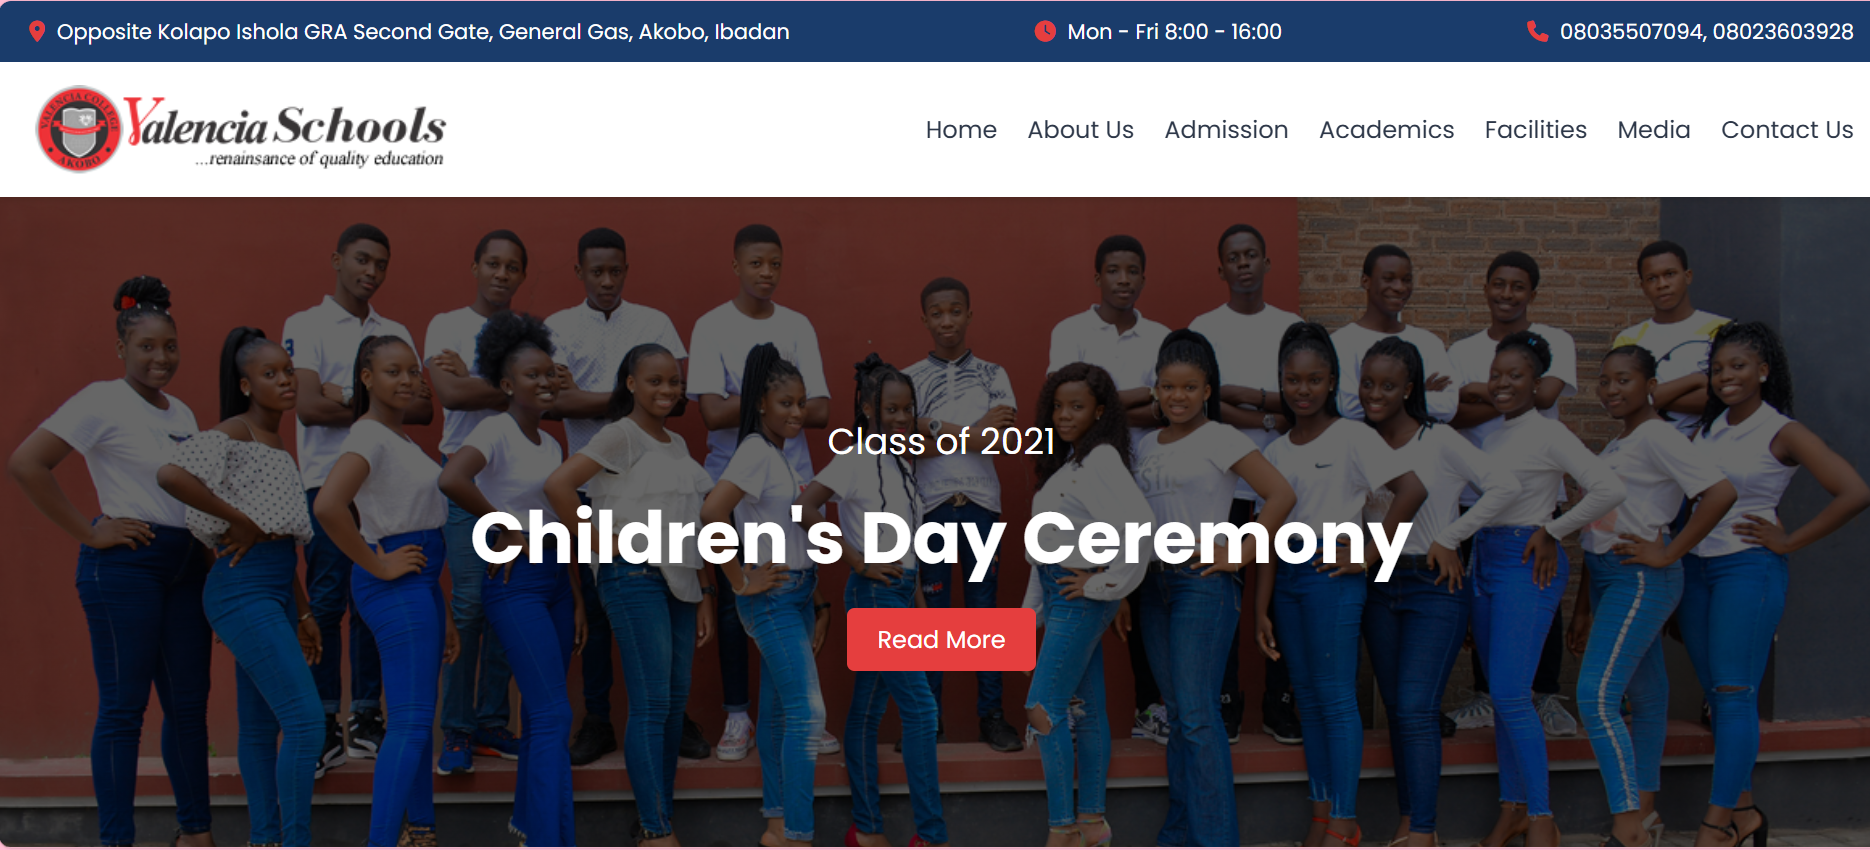 Opposite Kolapo Ishola GRA Second Gate, General Gas, Akobo, Ibadan
Mon - Fri 8:00 - 16:00
08035507094, 08023603928
VALENCIA COLLEGE
AKOBO
Valencia Schools
...renainsance of quality education
Home
About Us
Admission
Academics
Facilities
Media
Contact Us
Class of 2021
Children's Day Ceremony
Read More